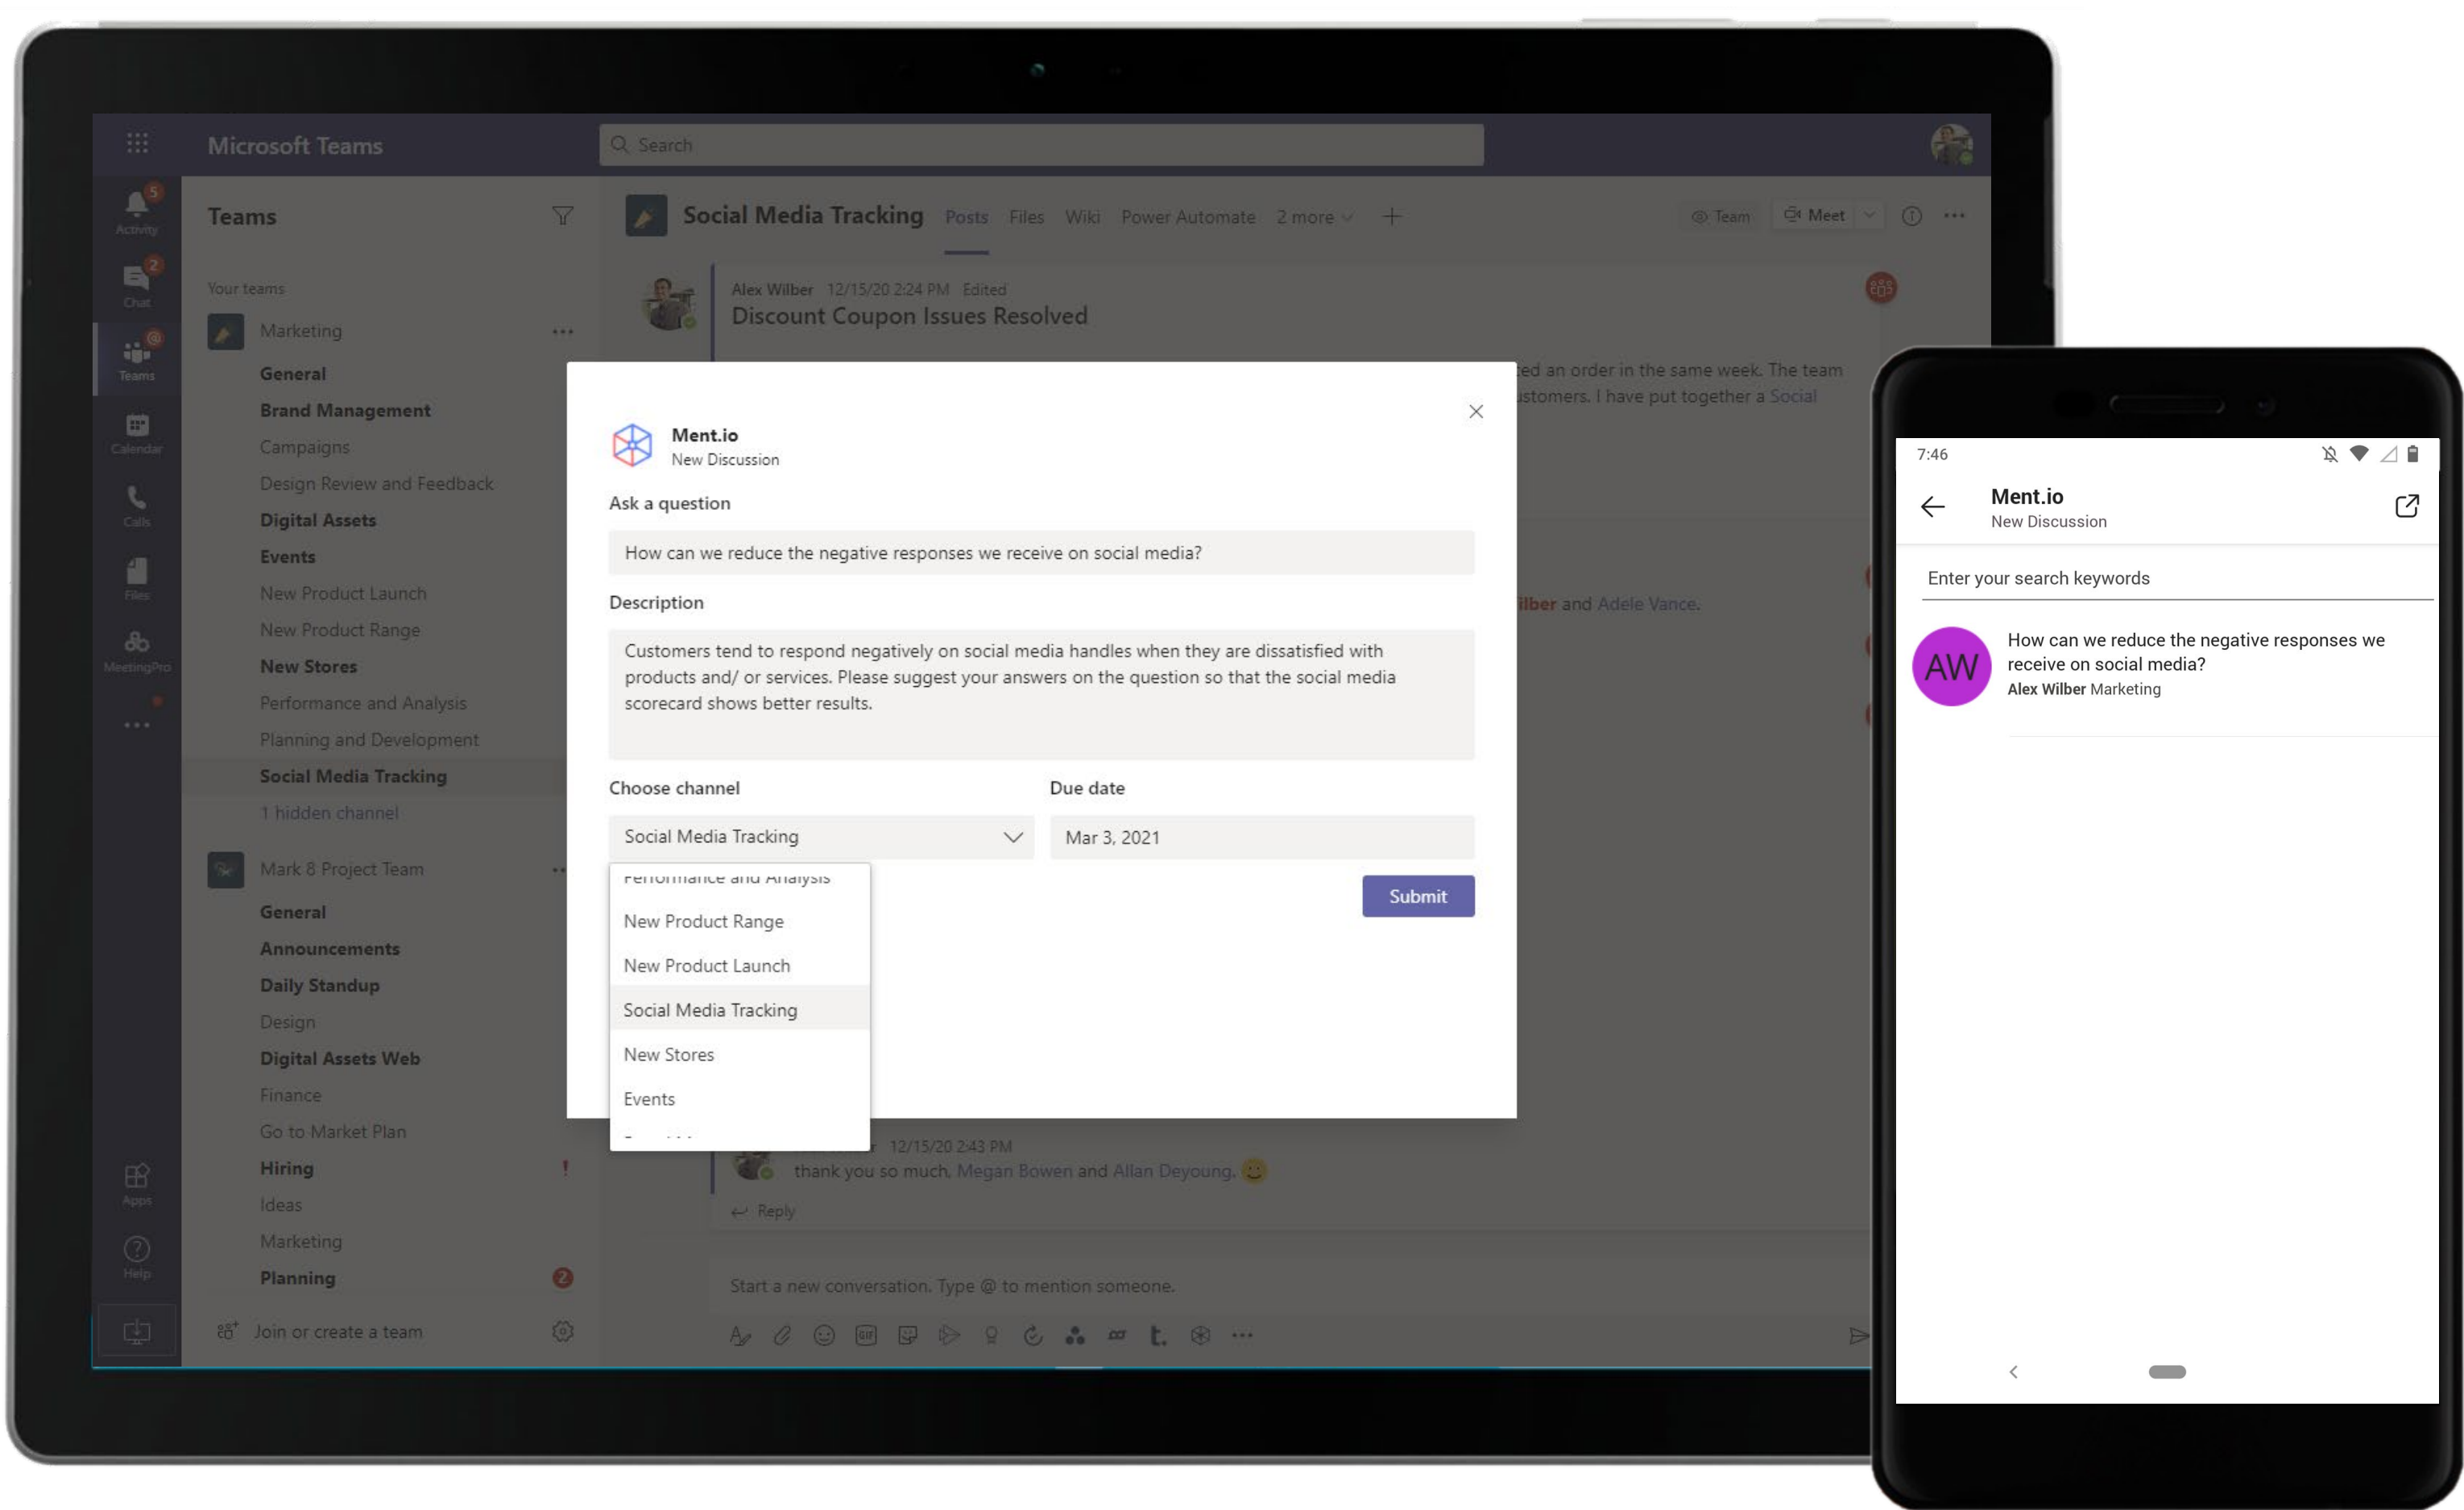 Microsoft Teams
Search
5
Activity
2
Chat
@
Teams
Calendar
Calls
Files
MeetingPro
Apps
Help
Teams
Your teams
Marketing
General
Brand Management
Campaigns
Design Review and Feedback
Digital Assets
Events
New Product Launch
New Product Range
New Stores
Performance and Analysis
Planning and Development
Social Media Tracking
1 hidden channel
Mark 8 Project Team
General
Announcements
Daily Standup
Design
Digital Assets Web
Finance
Go to Market Plan
Hiring !
Ideas
Marketing
Planning 2
Join or create a team
Social Media Tracking Posts Files Wiki Power Automate 2 more Team Meet
Alex Wilber 12/15/20 2:24 PM Edited
Discount Coupon Issues Resolved
an order in the same week. The team
I have put together a Social
and Adele Vance.
Ment.io
New Discussion
Ask a question
How can we reduce the negative responses we receive on social media?
Description
Customers tend to respond negatively on social media handles when they are dissatisfied with
products and/ or services. Please suggest your answers on the question so that the social media
scorecard shows better results.
Choose channel Due date
Social Media Tracking Mar 3, 2021
Performance and Analysis
New Product Range
New Product Launch
Social Media Tracking
New Stores
Events
Submit
12/15/20 2:43 PM
thank you so much, Megan Bowen and Allan Deyoung.
Reply
Start a new conversation. Type @ to mention someone.
GIF
7:46
Ment.io
New Discussion
Enter your search keywords
AW
How can we reduce the negative responses we
receive on social media?
Alex Wilber Marketing